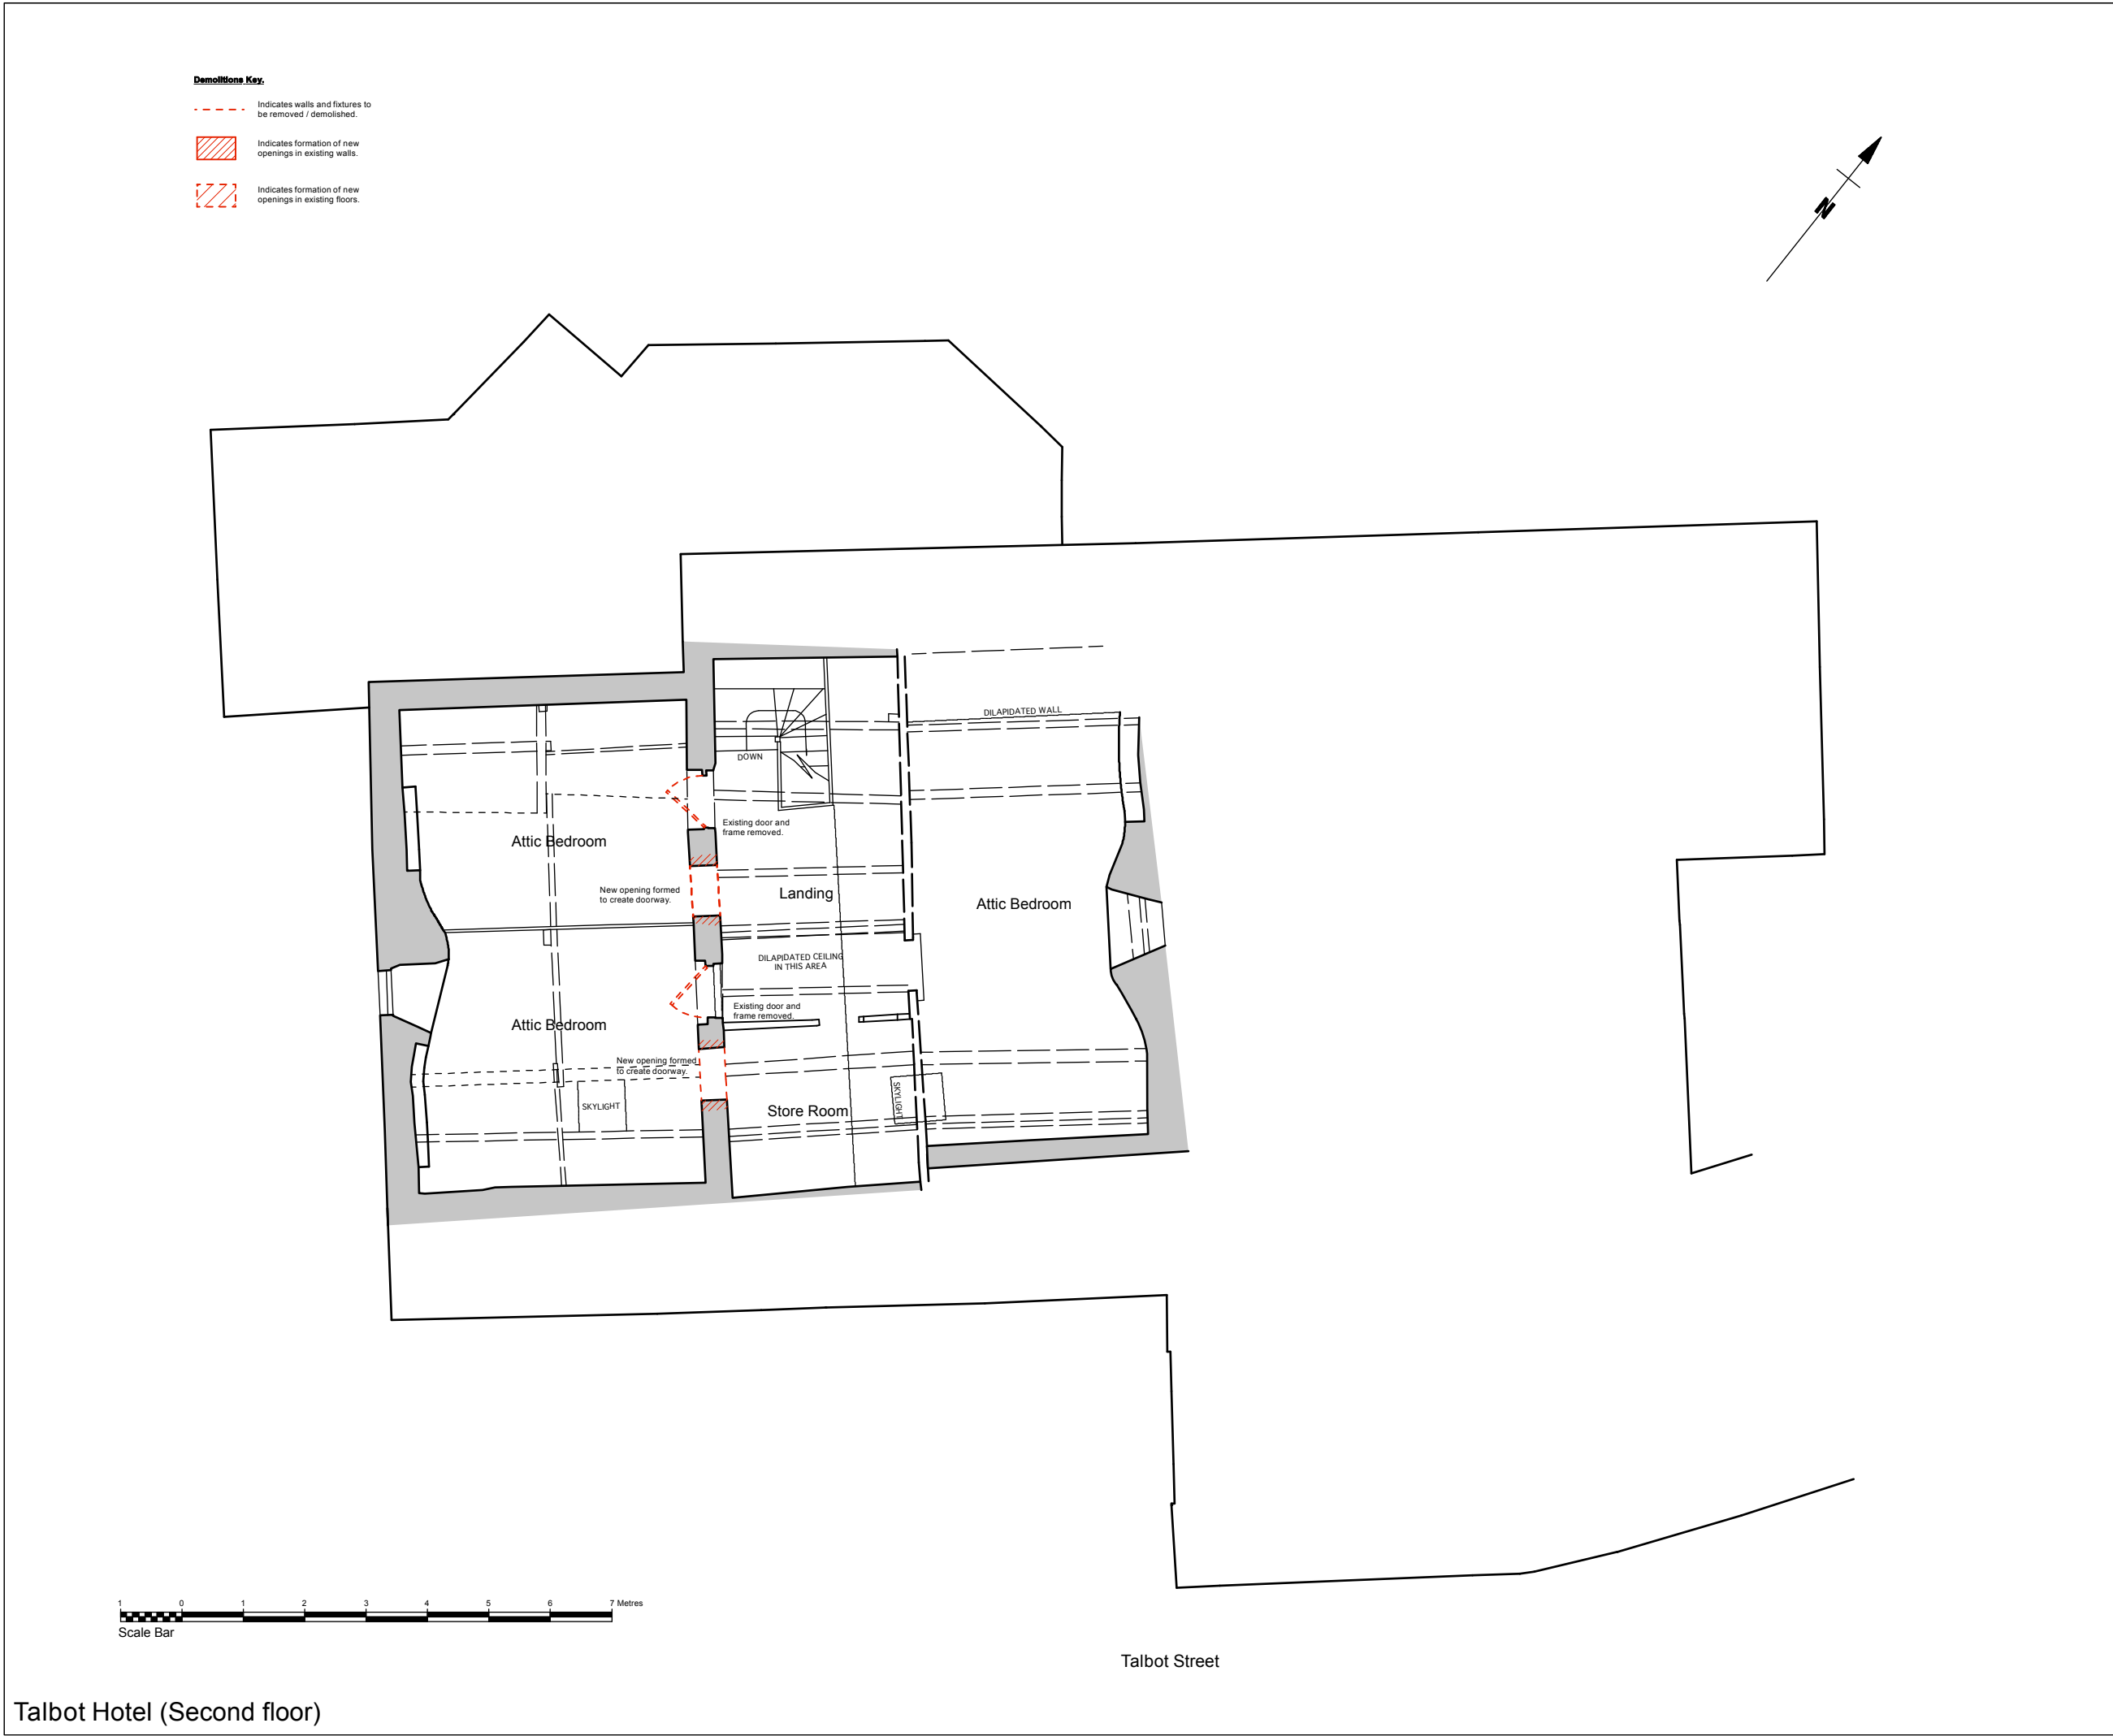 Demolitions Key.
Indicates walls and fixtures to
be removed / demolished.
Indicates formation of new
openings in existing walls.
Indicates formation of new
openings in existing floors.
N
DILAPIDATED WALL
DOWN
Existing door and
frame removed.
Attic Bedroom
New opening formed
to create doorway.
Landing
Attic Bedroom
DILAPIDATED CEILING
IN THIS AREA
Existing door and
frame removed.
Attic Bedroom
New opening formed
to create doorway.
SKYLIGHT
Store Room
SKYLIGHT
1 0 1 2 3 4 5 6 7 Metres
Scale Bar
Talbot Street
Talbot Hotel (Second floor)